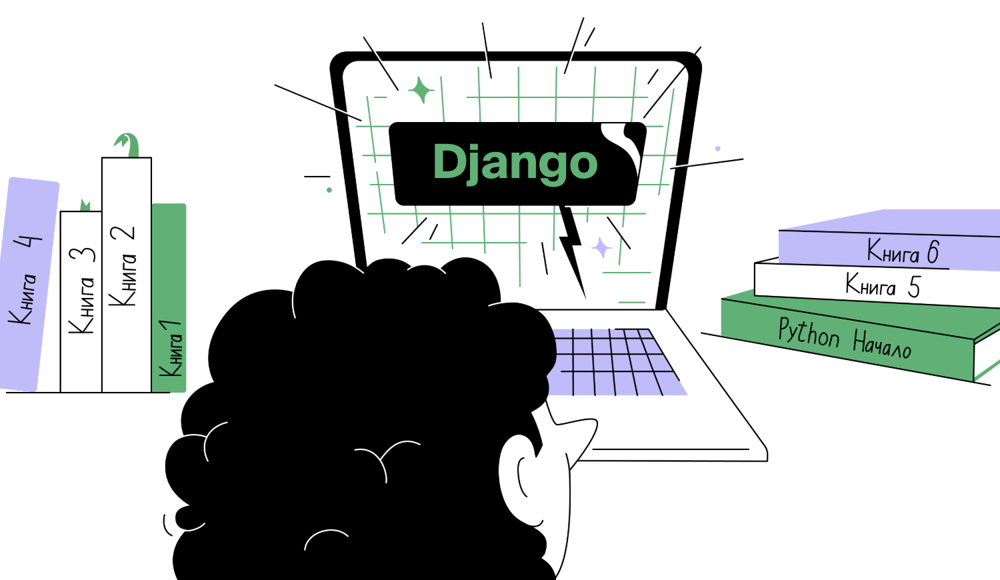 Django
Книга 4
Книга 3
Книга 2
Книга 1
Книга 6
Книга 5
Python Начало